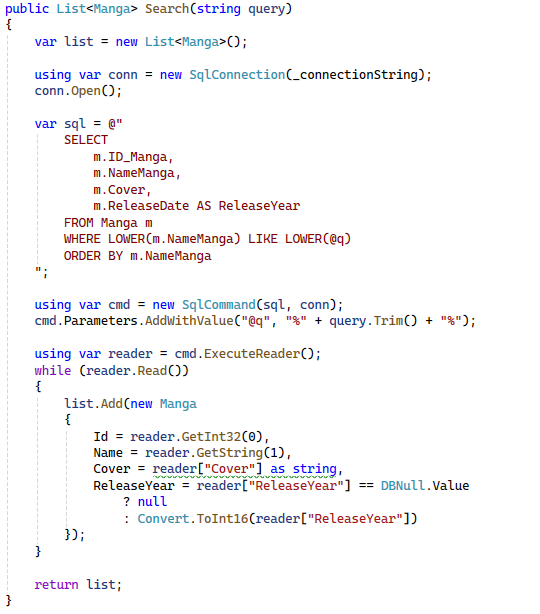 public List<Manga> Search(string query)
{
    var list = new List<Manga>();

    using var conn = new SqlConnection(_connectionString);
    conn.Open();

    var sql = @"
        SELECT
            m.ID_Manga,
            m.NameManga,
            m.Cover,
            m.ReleaseDate AS ReleaseYear
        FROM Manga m
        WHERE LOWER(m.NameManga) LIKE LOWER(@q)
        ORDER BY m.NameManga
    ";

    using var cmd = new SqlCommand(sql, conn);
    cmd.Parameters.AddWithValue("@q", "%" + query.Trim() + "%");

    using var reader = cmd.ExecuteReader();
    while (reader.Read())
    {
        list.Add(new Manga
        {
            Id = reader.GetInt32(0),
            Name = reader.GetString(1),
            Cover = reader["Cover"] as string,
            ReleaseYear = reader["ReleaseYear"] == DBNull.Value
                ? null
                : Convert.ToInt16(reader["ReleaseYear"])
        });
    }

    return list;
}